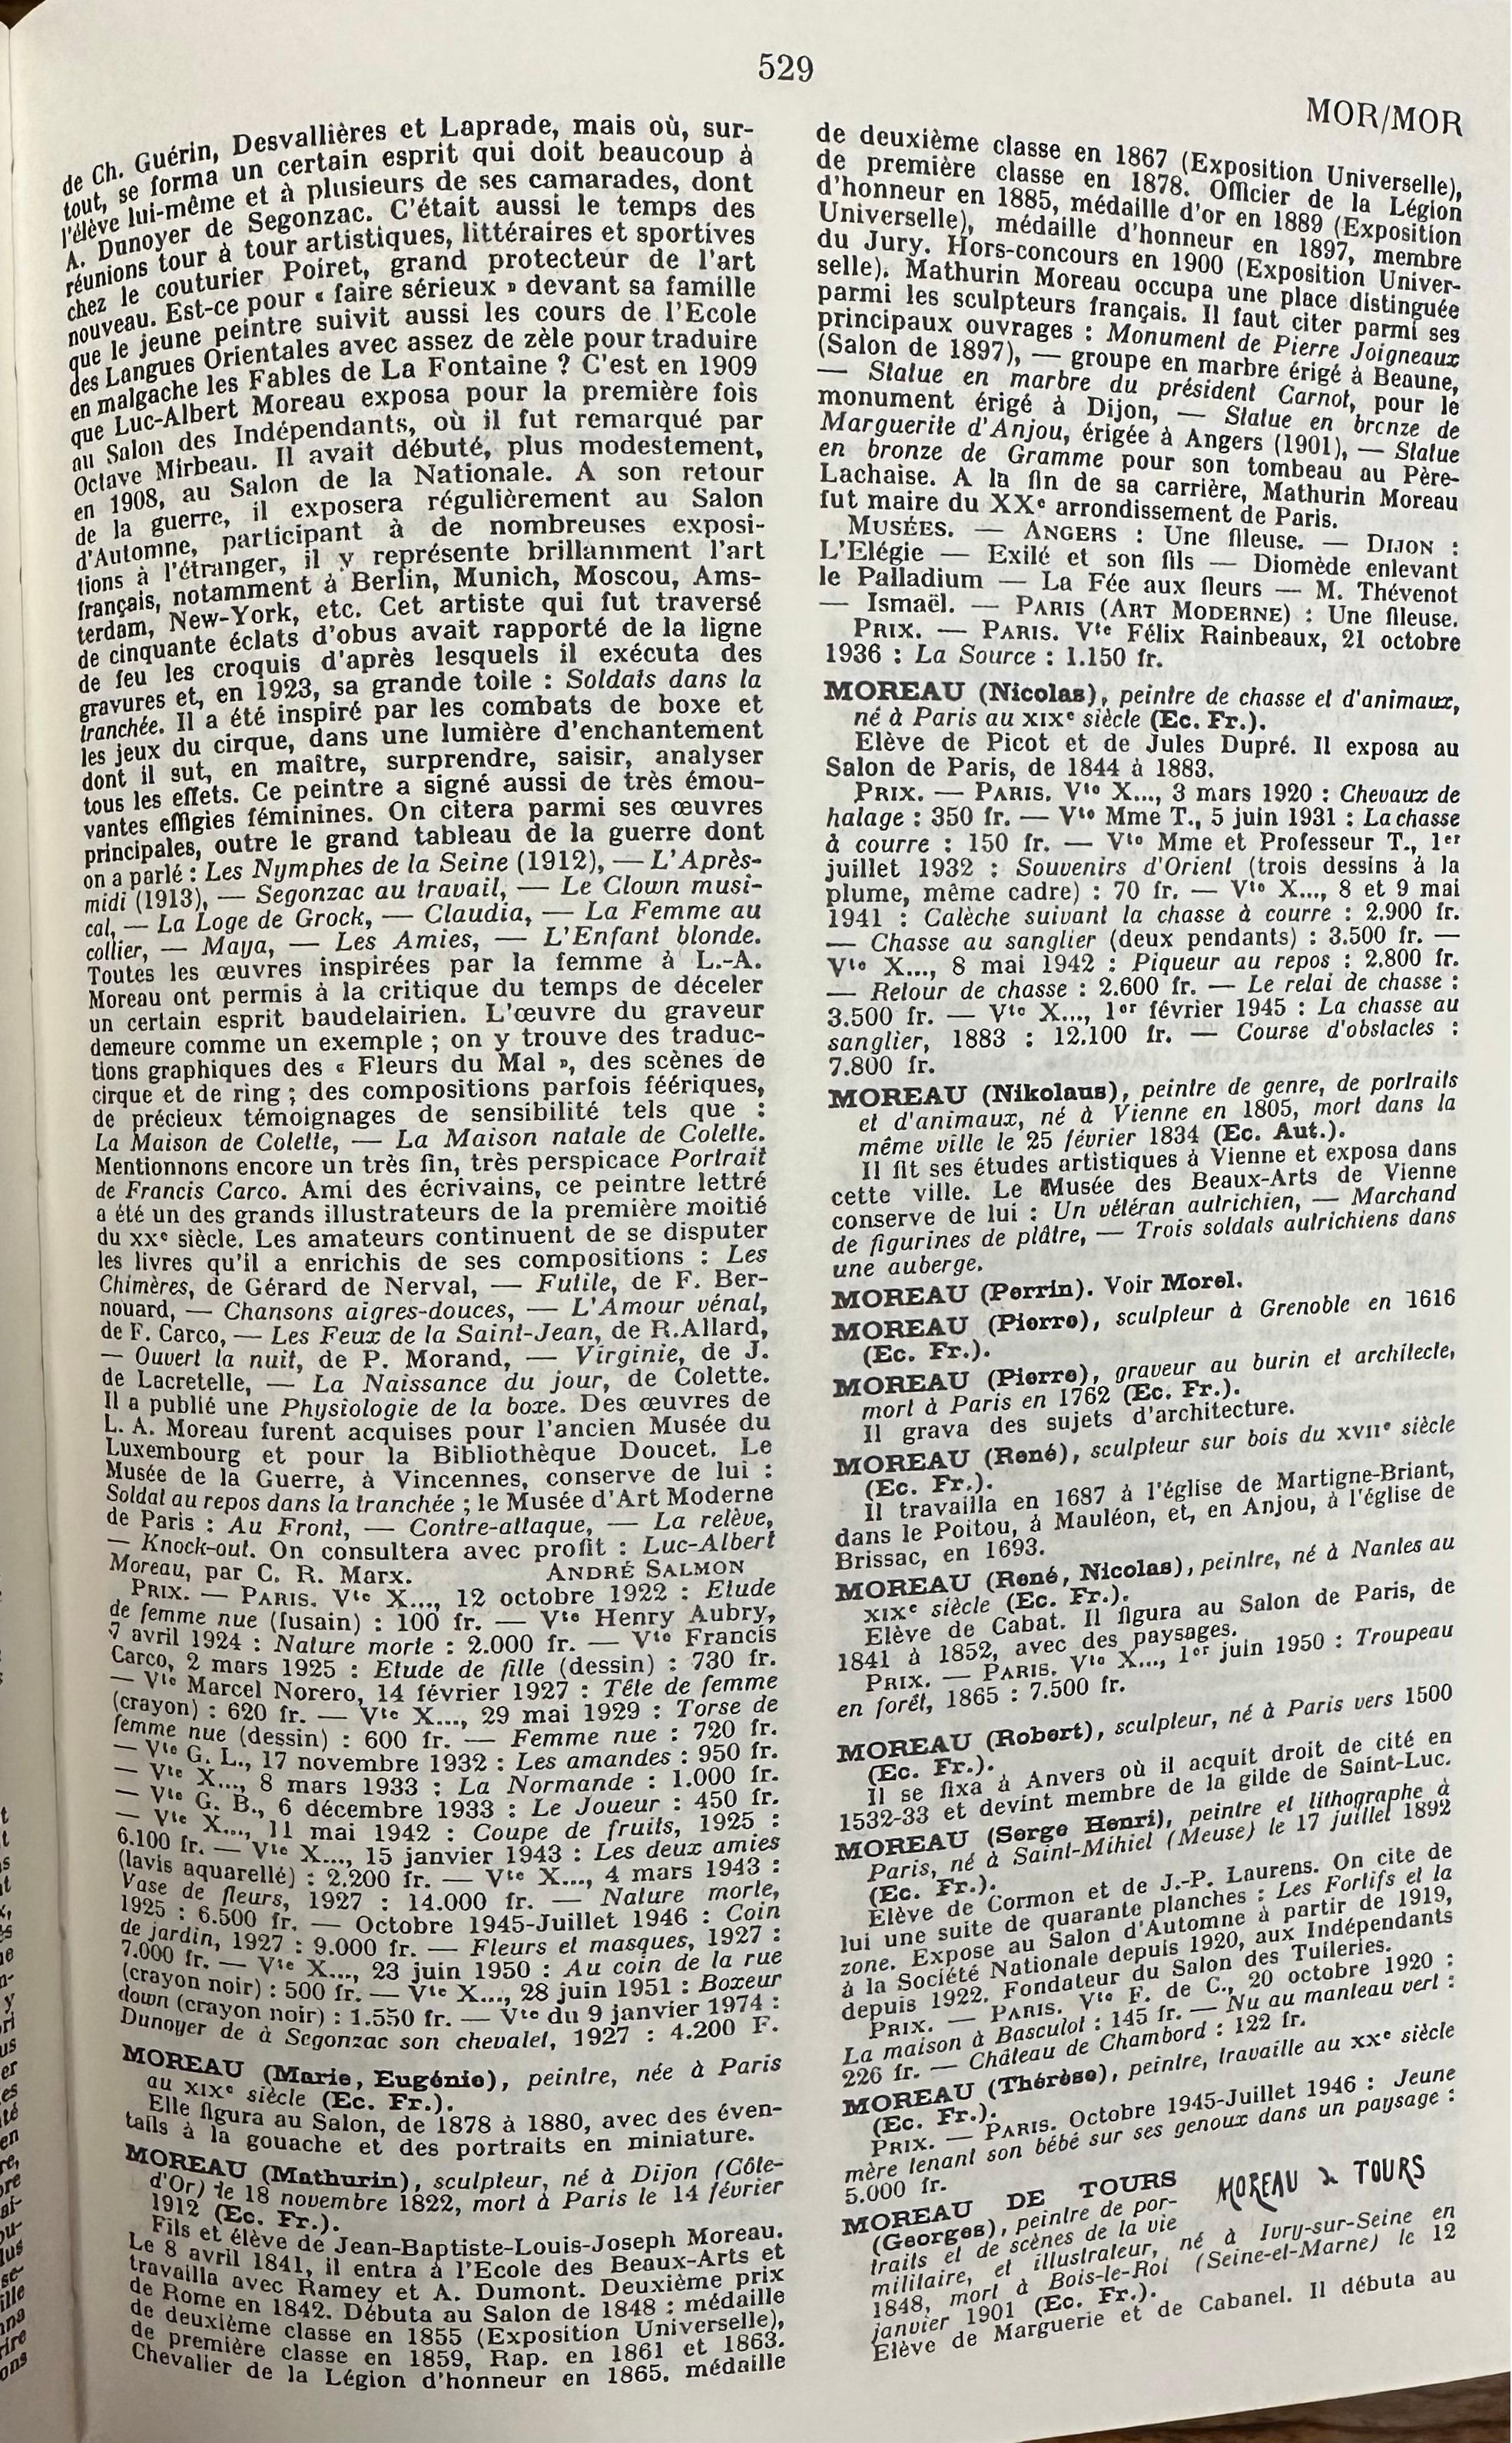 529
MOR/MOR
de Ch. Guérin, Desvallières et Laprade, mais où, sur-
tout, se forma un certain esprit qui doit beaucoup à
l'élève lui-même et à plusieurs de ses camarades, dont
A. Dunoyer de Segonzac. C'était aussi le temps des
réunions tour à tour artistiques, littéraires et sportives
chez le couturier Poiret, grand protecteur de l'art
nouveau. Est-ce pour « faire sérieux » devant sa famille
que le jeune peintre suivit aussi les cours de l'Ecole
des Langues Orientales avec assez de zèle pour traduire
en malgache les Fables de La Fontaine ? C'est en 1909
que Luc-Albert Moreau exposa pour la première fois
au Salon des Indépendants, où il fut remarqué par
Octave Mirbeau. Il avait débuté, plus modestement,
en 1908, au Salon de la Nationale. A son retour
de la guerre, il exposera régulièrement au Salon
d'Automne, participant à de nombreuses exposi-
tions à l'étranger, il y représente brillamment l'art
français, notamment à Berlin, Munich, Moscou, Ams-
terdam, New-York, etc. Cet artiste qui fut traversé
de cinquante éclats d'obus avait rapporté de la ligne
de feu les croquis d'après lesquels il exécuta des
gravures et, en 1923, sa grande toile : Soldats dans la
tranchée. Il a été inspiré par les combats de boxe et
les jeux du cirque, dans une lumière d'enchantement
dont il sut, en maître, surprendre, saisir, analyser
tous les effets. Ce peintre a signé aussi de très émou-
vantes effigies féminines. On citera parmi ses œuvres
principales, outre le grand tableau de la guerre dont
on a parlé : Les Nymphes de la Seine (1912), — L'Après-
midi (1913), — Segonzac au travail, — Le Clown musi-
cal, — La Loge de Grock, — Claudia, — La Femme au
collier, — Maya, — Les Amies, — L'Enfant blonde.
Toutes les œuvres inspirées par la femme à L.-A.
Moreau ont permis à la critique du temps de déceler
un certain esprit baudelairien. L'œuvre du graveur
demeure comme un exemple ; on y trouve des traduc-
tions graphiques des « Fleurs du Mal », des scènes de
cirque et de ring ; des compositions parfois féériques,
de précieux témoignages de sensibilité tels que :
La Maison de Colette, — La Maison natale de Colette.
Mentionnons encore un très fin, très perspicace Portrait
de Francis Carco. Ami des écrivains, ce peintre lettré
a été un des grands illustrateurs de la première moitié
du XXe siècle. Les amateurs continuent de se disputer
les livres qu'il a enrichis de ses compositions : Les
Chimères, de Gérard de Nerval, — Futile, de F. Ber-
nouard, — Chansons aigres-douces, — L'Amour vénal,
de F. Carco, — Les Feux de la Saint-Jean, de R.Allard,
— Ouvert la nuit, de P. Morand, — Virginie, de J.
de Lacretelle, — La Naissance du jour, de Colette.
Il a publié une Physiologie de la boxe. Des œuvres de
L. A. Moreau furent acquises pour l'ancien Musée du
Luxembourg et pour la Bibliothèque Doucet. Le
Musée de la Guerre, à Vincennes, conserve de lui :
Soldat au repos dans la tranchée ; le Musée d'Art Moderne
de Paris : Au Front, — Contre-attaque, — La relève,
— Knock-out. On consultera avec profit : Luc-Albert
Moreau, par C. R. Marx. ANDRÉ SALMON
PRIX. — PARIS. Vte X..., 12 octobre 1922 : Etude
de femme nue (fusain) : 100 fr. — Vte Henry Aubry,
7 avril 1924 : Nature morte : 2.000 fr. — Vte Francis
Carco, 2 mars 1925 : Etude de fille (dessin) : 730 fr.
— Vte Marcel Norero, 14 février 1927 : Tête de femme
(crayon) : 620 fr. — Vte X..., 29 mai 1929 : Torse de
femme nue (dessin) : 600 fr. — Femme nue : 720 fr.
— Vte G. L., 17 novembre 1932 : Les amandes : 950 fr.
— Vte X..., 8 mars 1933 : La Normande : 1.000 fr.
— Vte G. B., 6 décembre 1933 : Le Joueur : 450 fr.
— Vte X..., 11 mai 1942 : Coupe de fruits, 1925 :
6.100 fr. — Vte X..., 15 janvier 1943 : Les deux amies
(lavis aquarellé) : 2.200 fr. — Vte X..., 4 mars 1943 :
Vase de fleurs, 1927 : 14.000 fr. — Nature morte,
1925 : 6.500 fr. — Octobre 1945-Juillet 1946 : Coin
de jardin, 1927 : 9.000 fr. — Fleurs et masques, 1927 :
7.000 fr. — Vte X..., 23 juin 1950 : Au coin de la rue
(crayon noir) : 500 fr. — Vte X..., 28 juin 1951 : Boxeur
down (crayon noir) : 1.550 fr. — Vte du 9 janvier 1974 :
Dunoyer de à Segonzac son chevalet, 1927 : 4.200 F.
MOREAU (Marie, Eugénie), peintre, née à Paris
au XIXe siècle (Ec. Fr.).
Elle figura au Salon, de 1878 à 1880, avec des éven-
tails à la gouache et des portraits en miniature.
MOREAU (Mathurin), sculpteur, né à Dijon (Côte-
d'Or) le 18 novembre 1822, mort à Paris le 14 février
1912 (Ec. Fr.).
Fils et élève de Jean-Baptiste-Louis-Joseph Moreau.
Le 8 avril 1841, il entra à l'Ecole des Beaux-Arts et
travailla avec Ramey et A. Dumont. Deuxième prix
de Rome en 1842. Débuta au Salon de 1848 : médaille
de deuxième classe en 1855 (Exposition Universelle),
de première classe en 1859, Rap. en 1861 et 1863.
Chevalier de la Légion d'honneur en 1865, médaille
de deuxième classe en 1867 (Exposition Universelle),
de première classe en 1878. Officier de la Légion
d'honneur en 1885, médaille d'or en 1889 (Exposition
Universelle), médaille d'honneur en 1897, membre
du Jury. Hors-concours en 1900 (Exposition Univer-
selle). Mathurin Moreau occupa une place distinguée
parmi les sculpteurs français. Il faut citer parmi ses
principaux ouvrages : Monument de Pierre Joigneaux
(Salon de 1897), — groupe en marbre érigé à Beaune,
— Statue en marbre du président Carnot, pour le
monument érigé à Dijon, — Statue en bronze de
Marguerite d'Anjou, érigée à Angers (1901), — Statue
en bronze de Gramme pour son tombeau au Père-
Lachaise. A la fin de sa carrière, Mathurin Moreau
fut maire du XXe arrondissement de Paris.
MUSÉES. — ANGERS : Une fileuse. — DIJON :
L'Elégie — Exilé et son fils — Diomède enlevant
le Palladium — La Fée aux fleurs — M. Thévenot
— Ismaël. — PARIS (ART MODERNE) : Une fileuse.
PRIX. — PARIS. Vte Félix Rainbeaux, 21 octobre
1936 : La Source : 1.150 fr.
MOREAU (Nicolas), peintre de chasse et d'animaux,
né à Paris au XIXe siècle (Ec. Fr.).
Elève de Picot et de Jules Dupré. Il exposa au
Salon de Paris, de 1844 à 1883.
PRIX. — PARIS. Vte X..., 3 mars 1920 : Chevaux de
halage : 350 fr. — Vte Mme T., 5 juin 1931 : La chasse
à courre : 150 fr. — Vte Mme et Professeur T., 1er
juillet 1932 : Souvenirs d'Orient (trois dessins à la
plume, même cadre) : 70 fr. — Vte X..., 8 et 9 mai
1941 : Calèche suivant la chasse à courre : 2.900 fr.
— Chasse au sanglier (deux pendants) : 3.500 fr. —
Vte X..., 8 mai 1942 : Piqueur au repos : 2.800 fr.
— Retour de chasse : 2.600 fr. — Le relai de chasse :
3.500 fr. — Vte X..., 1er février 1945 : La chasse au
sanglier, 1883 : 12.100 fr. — Course d'obstacles :
7.800 fr.
MOREAU (Nikolaus), peintre de genre, de portraits
et d'animaux, né à Vienne en 1805, mort dans la
même ville le 25 février 1834 (Ec. Aut.).
Il fit ses études artistiques à Vienne et exposa dans
cette ville. Le Musée des Beaux-Arts de Vienne
conserve de lui : Un vétéran autrichien, — Marchand
de figurines de plâtre, — Trois soldats autrichiens dans
une auberge.
MOREAU (Perrin). Voir Morel.
MOREAU (Pierre), sculpteur à Grenoble en 1616
(Ec. Fr.).
MOREAU (Pierre), graveur au burin et architecte,
mort à Paris en 1762 (Ec. Fr.).
Il grava des sujets d'architecture.
MOREAU (René), sculpteur sur bois du XVIIe siècle
(Ec. Fr.).
Il travailla en 1687 à l'église de Martigne-Briant,
dans le Poitou, à Mauléon, et, en Anjou, à l'église de
Brissac, en 1693.
MOREAU (René, Nicolas), peintre, né à Nantes au
XIXe siècle (Ec. Fr.).
Elève de Cabat. Il figura au Salon de Paris, de
1841 à 1852, avec des paysages.
PRIX. — PARIS. Vte X..., 1er juin 1950 : Troupeau
en forêt, 1865 : 7.500 fr.
MOREAU (Robert), sculpteur, né à Paris vers 1500
(Ec. Fr.).
Il se fixa à Anvers où il acquit droit de cité en
1532-33 et devint membre de la gilde de Saint-Luc.
MOREAU (Serge Henri), peintre et lithographe à
Paris, né à Saint-Mihiel (Meuse) le 17 juillet 1892
(Ec. Fr.).
Elève de Cormon et de J.-P. Laurens. On cite de
lui une suite de quarante planches : Les Fortifs et la
zone. Expose au Salon d'Automne à partir de 1919,
à la Société Nationale depuis 1920, aux Indépendants
depuis 1922. Fondateur du Salon des Tuileries.
PRIX. — PARIS. Vte F. de C., 20 octobre 1920 :
La maison à Basculot : 145 fr. — Nu au manteau vert :
226 fr. — Château de Chambord : 122 fr.
MOREAU (Thérèse), peintre, travaille au XXe siècle
(Ec. Fr.).
PRIX. — PARIS. Octobre 1945-Juillet 1946 : Jeune
mère tenant son bébé sur ses genoux dans un paysage :
5.000 fr.
MOREAU DE TOURS
(Georges), peintre de por-
traits et de scènes de la vie
MOREAU de TOURS
militaire, et illustrateur, né à Ivry-sur-Seine en
1848, mort à Bois-le-Roi (Seine-et-Marne) le 12
janvier 1901 (Ec. Fr.).
Elève de Marguerie et de Cabanel. Il débuta au